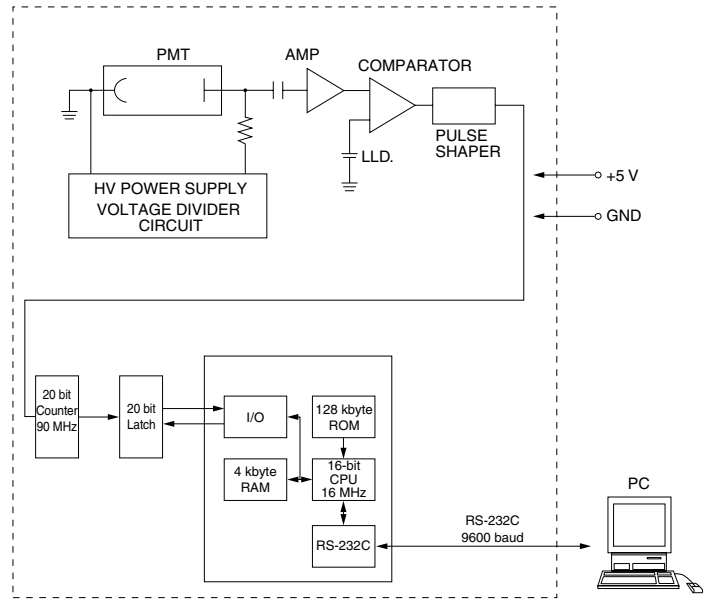 PMT
AMP
COMPARATOR
LLD.
PULSE
SHAPER
HV POWER SUPPLY
VOLTAGE DIVIDER
CIRCUIT
+5 V
GND
20 bit
Counter
90 MHz
20 bit
Latch
I/O
128 kbyte
ROM
4 kbyte
RAM
16-bit
CPU
16 MHz
RS-232C
RS-232C
9600 baud
PC